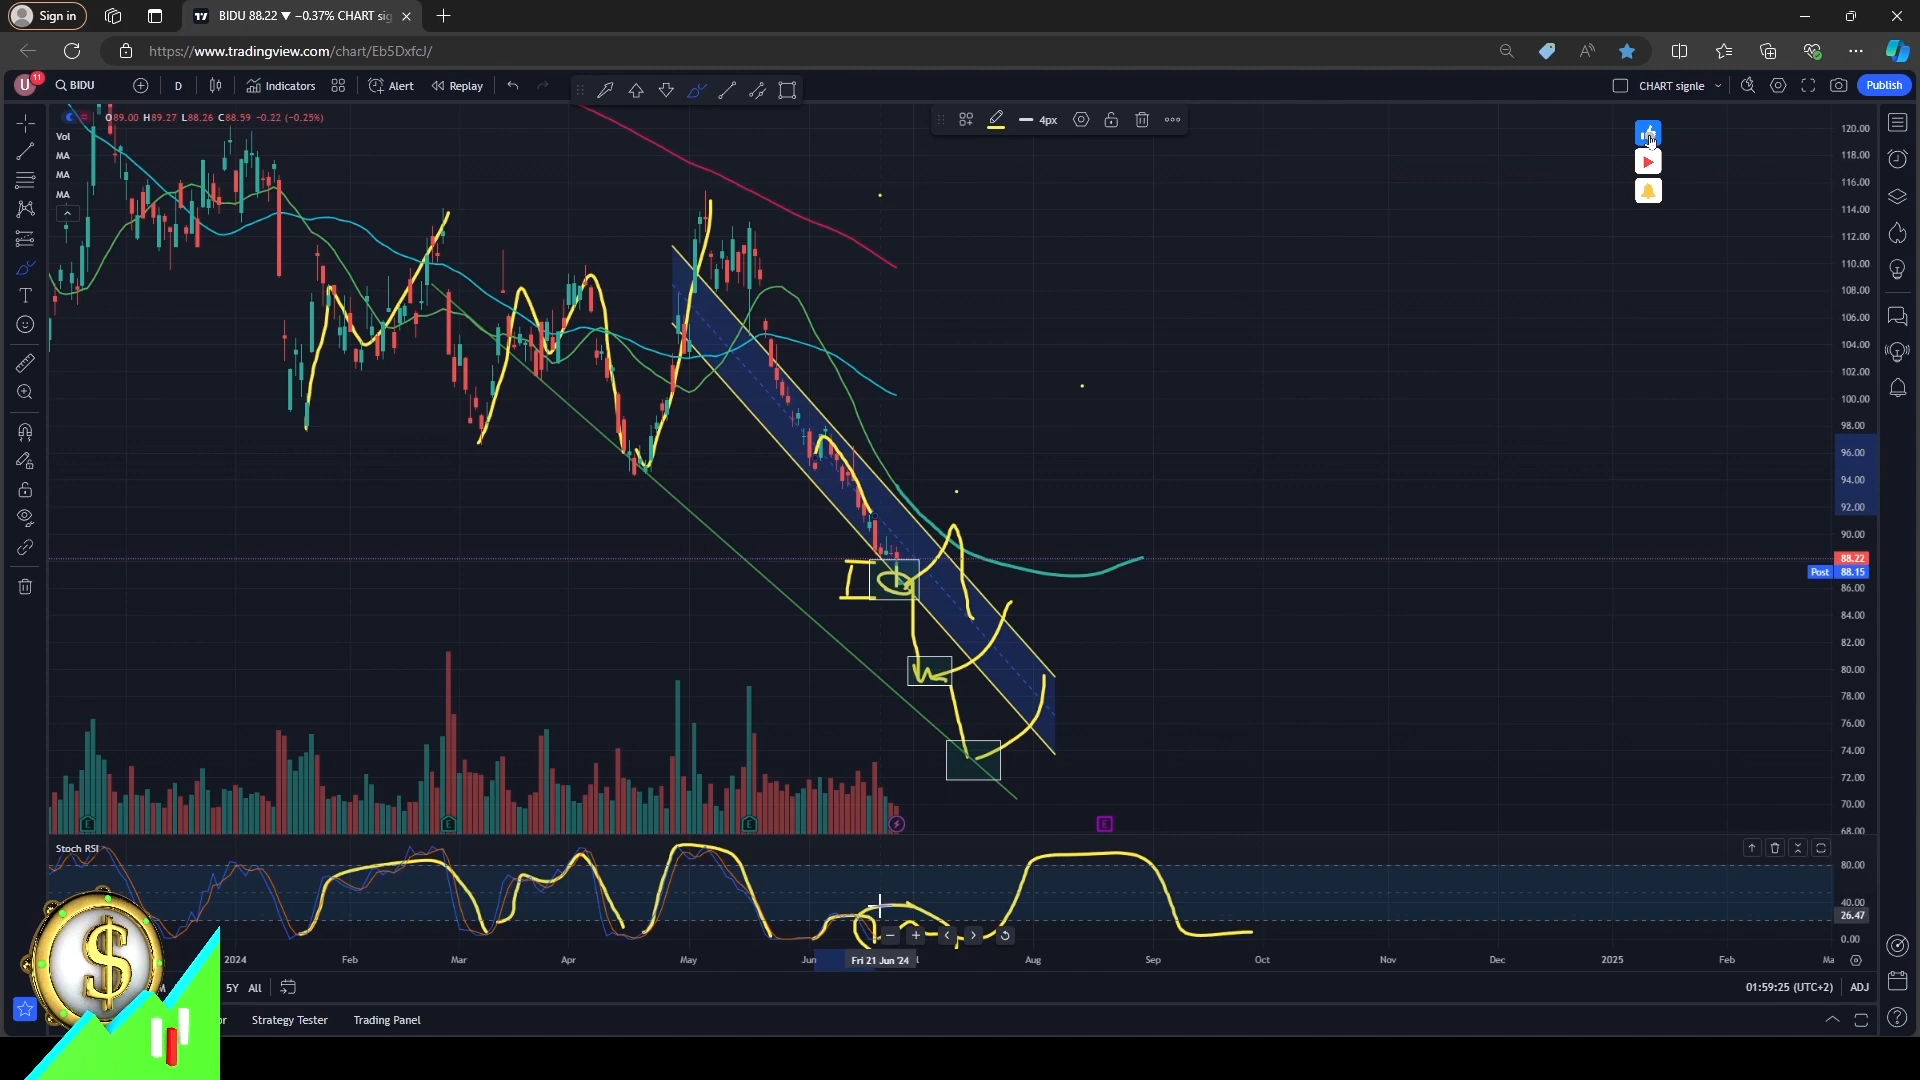 Sign in
BIDU 88.22 ▼ −0.37% CHART sig
https://www.tradingview.com/chart/Eb5DxfcJ/
U 11 BIDU D Indicators Alert Replay CHART signle Publish
4px
O89.00 H89.27 L88.26 C88.59 −0.22 (−0.25%)
Vol
MA
MA
MA
120.00
118.00
116.00
114.00
112.00
110.00
108.00
106.00
104.00
102.00
100.00
98.00
96.00
94.00
92.00
90.00
88.22
Post 88.15
86.00
84.00
82.00
80.00
78.00
76.00
74.00
72.00
70.00
68.00
E E E E
Stoch RSI
80.00
40.00
26.47
0.00
2024 Feb Mar Apr May Jun Fri 21 Jun '24 Aug Sep Oct Nov Dec 2025 Feb Ma
5Y All 01:59:25 (UTC+2) ADJ
Strategy Tester Trading Panel
$